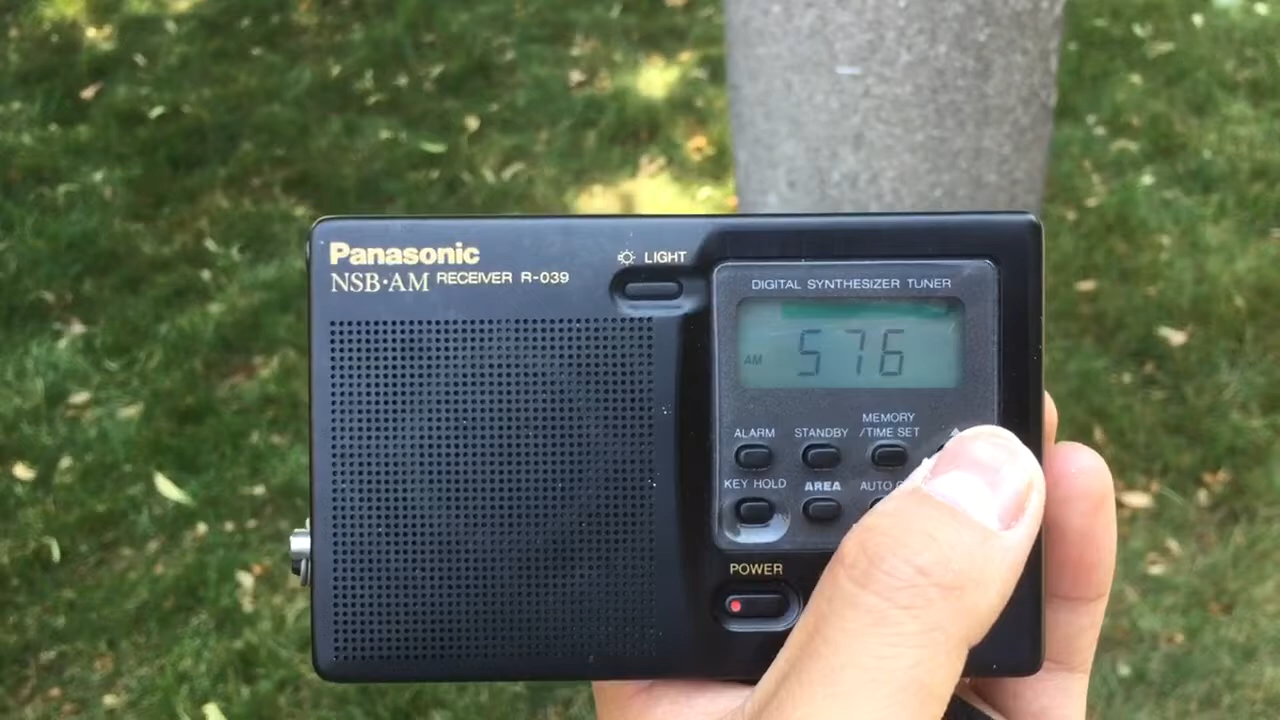 Panasonic
NSB·AM RECEIVER R-039
LIGHT
DIGITAL SYNTHESIZER TUNER
AM 576
ALARM STANDBY MEMORY
/TIME SET
KEY HOLD AREA AUTO
POWER